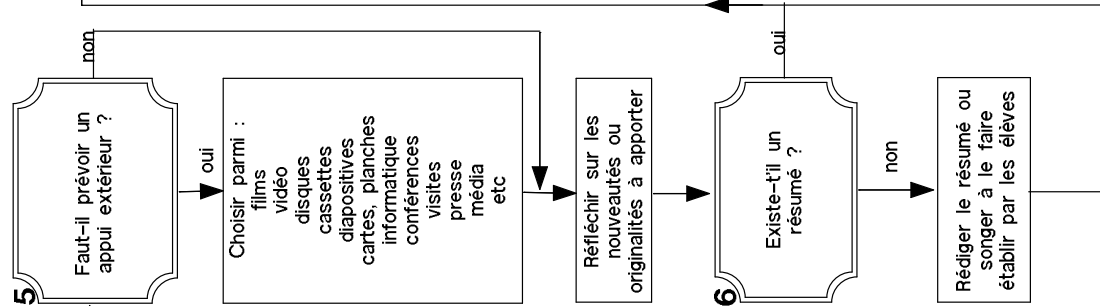 5
Faut-il prévoir un
appui extérieur ?
non
oui
Choisir parmi :
films
vidéo
disques
cassettes
diapositives
cartes, planches
informatique
conférences
visites
presse
média
etc
Réfléchir sur les
nouveautés ou
originalités à apporter
6
Existe-t'il un
résumé ?
oui
non
Rédiger le résumé ou
songer à le faire
établir par les élèves